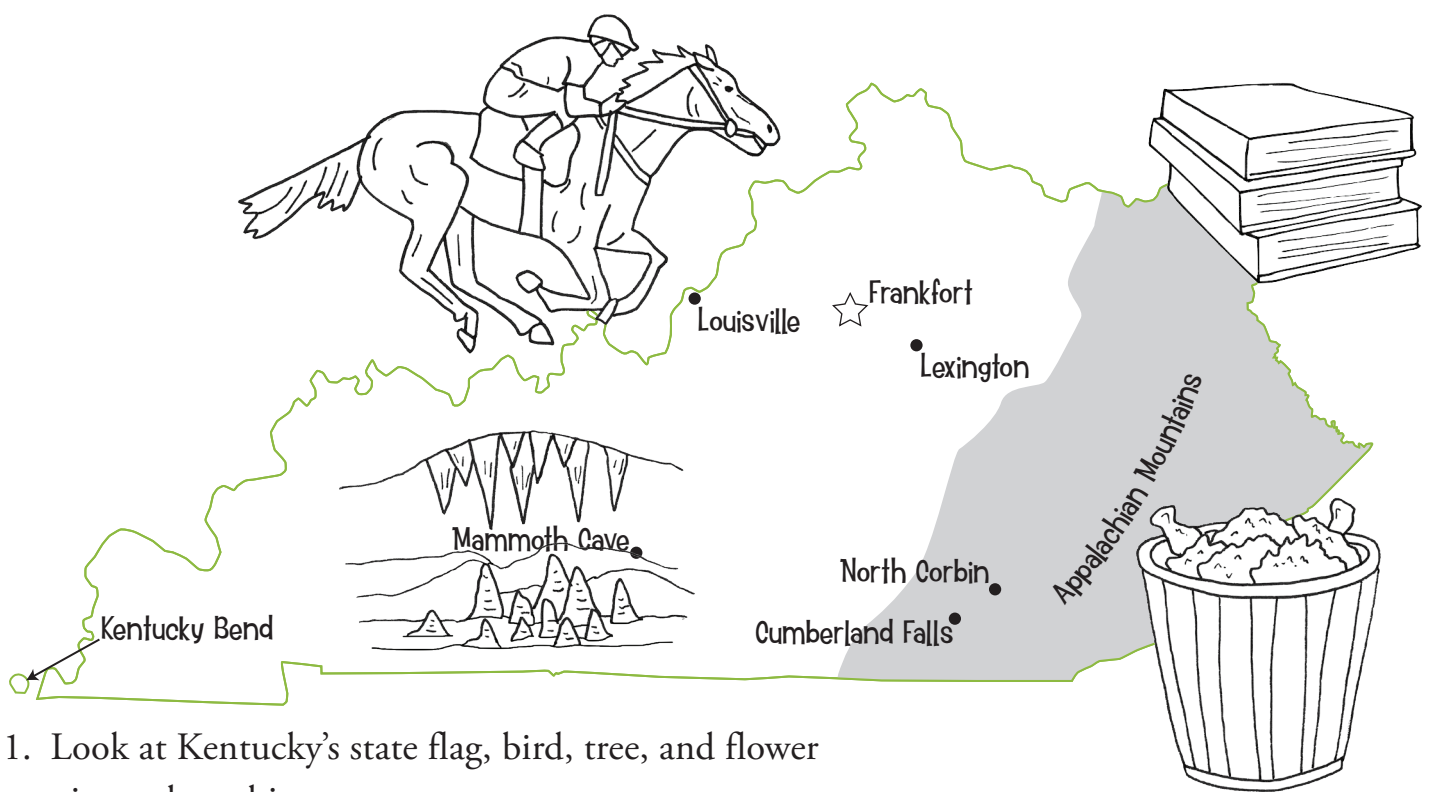 Frankfort
Louisville
Lexington
Appalachian Mountains
Mammoth Cave
North Corbin
Kentucky Bend
Cumberland Falls
1. Look at Kentucky’s state flag, bird, tree, and flower